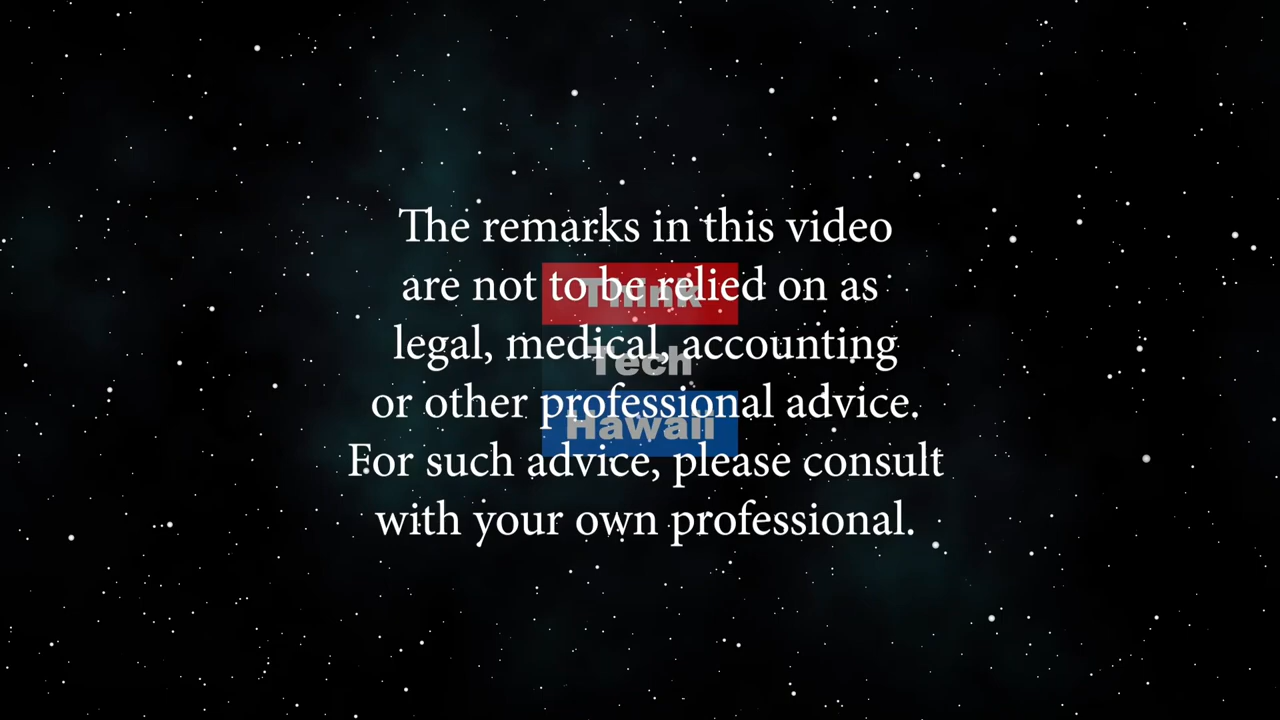 The remarks in this video
are not to be relied on as
legal, medical, accounting
or other professional advice.
For such advice, please consult
with your own professional.
Think
Tech
Hawaii